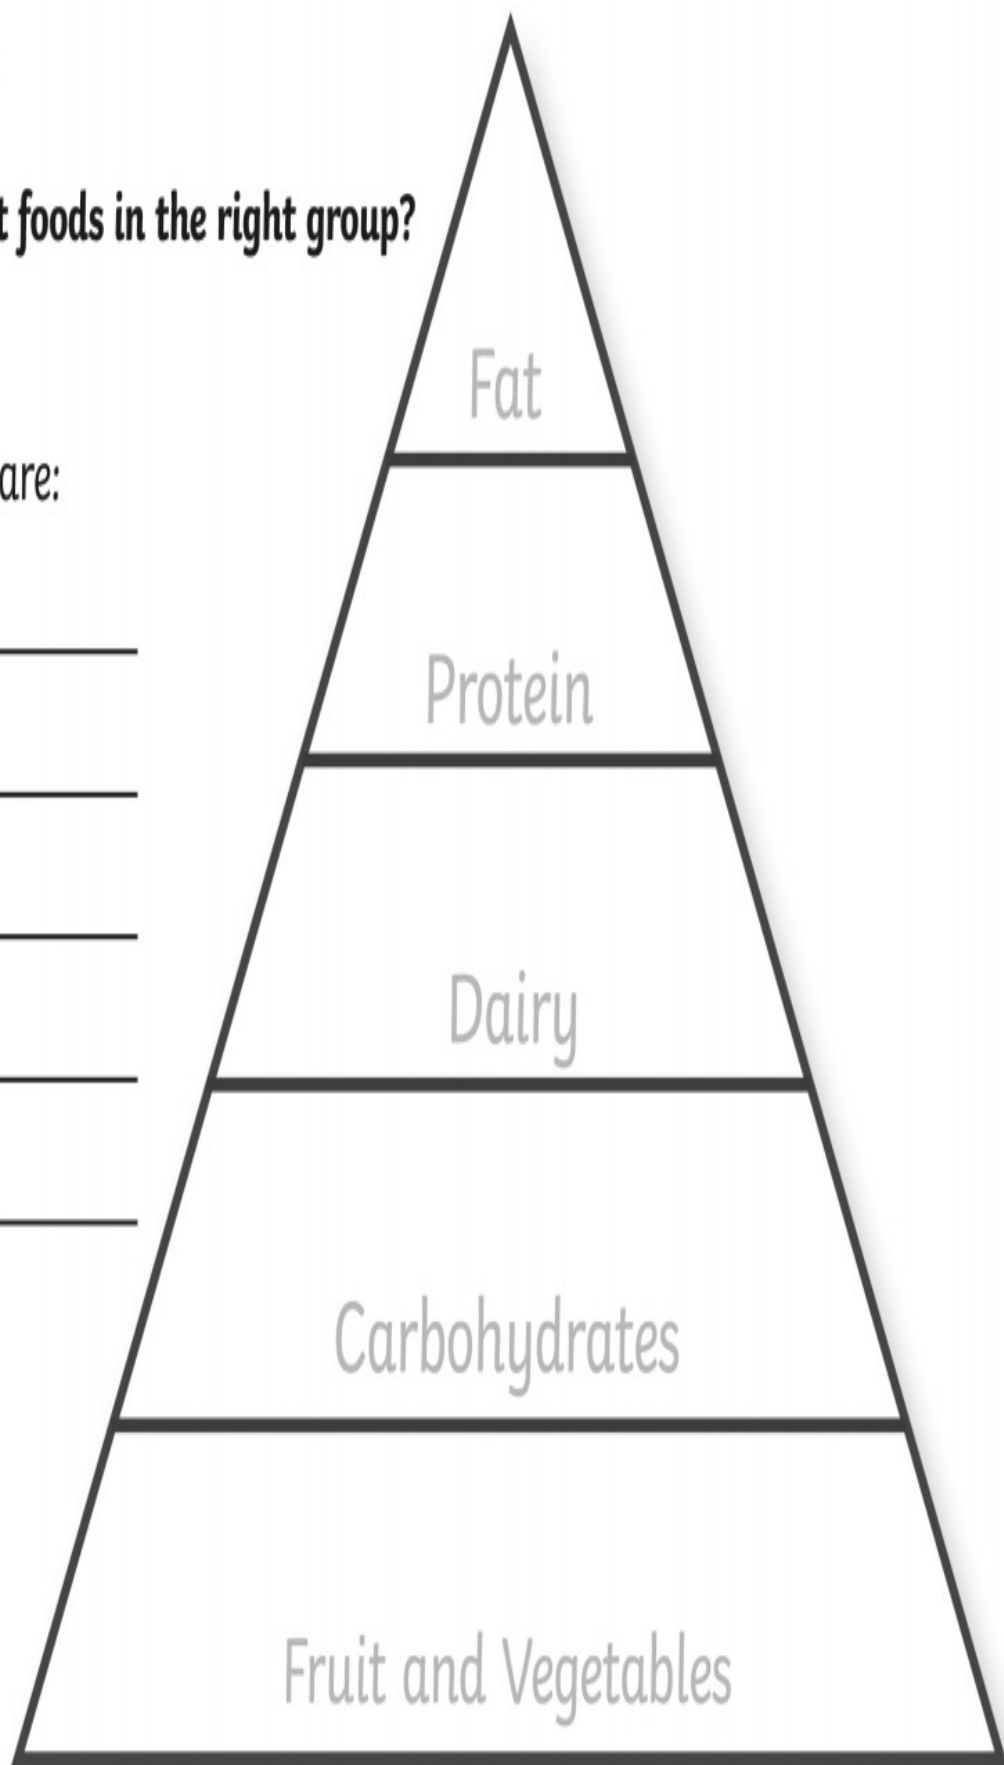 foods in the right group?
Fat
are:
Protein
Dairy
Carbohydrates
Fruit and Vegetables